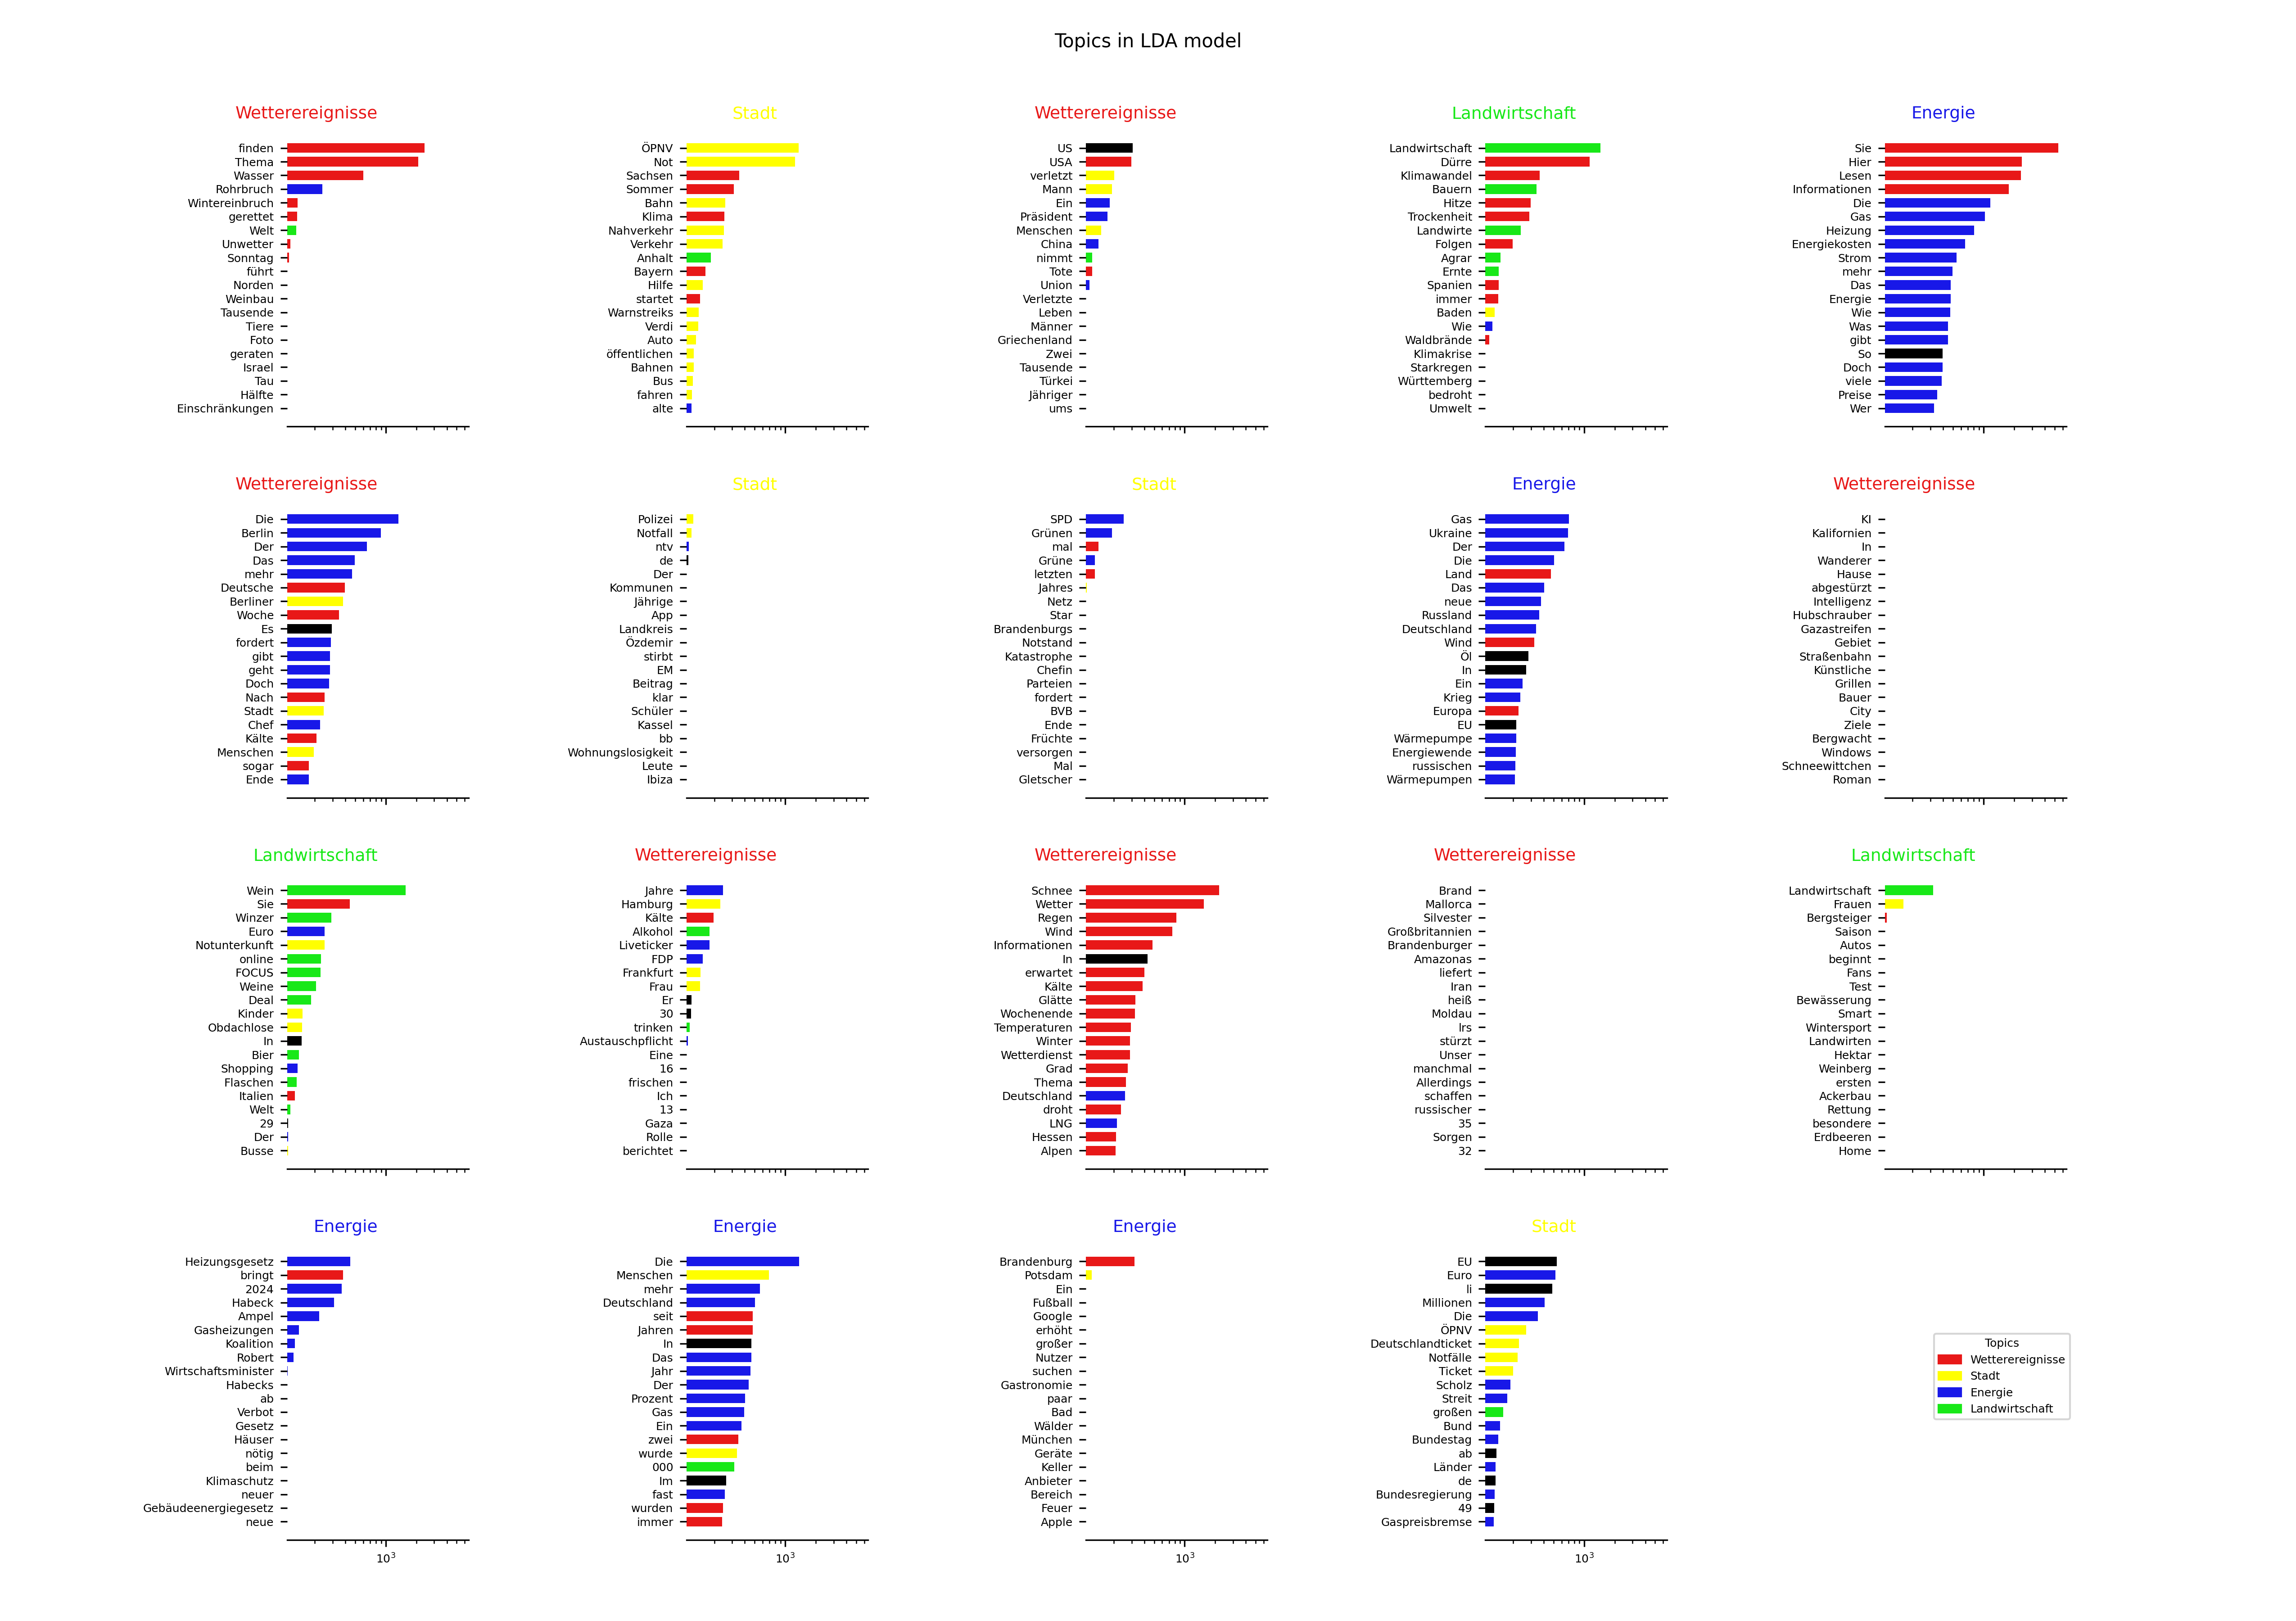 Topics in LDA model
Wetterereignisse
finden
Thema
Wasser
Rohrbruch
Wintereinbruch
gerettet
Welt
Unwetter
Sonntag
führt
Norden
Weinbau
Tausende
Tiere
Foto
geraten
Israel
Tau
Hälfte
Einschränkungen
Stadt
ÖPNV
Not
Sachsen
Sommer
Bahn
Klima
Nahverkehr
Verkehr
Anhalt
Bayern
Hilfe
startet
Warnstreiks
Verdi
Auto
öffentlichen
Bahnen
Bus
fahren
alte
Wetterereignisse
US
USA
verletzt
Mann
Ein
Präsident
Menschen
China
nimmt
Tote
Union
Verletzte
Leben
Männer
Griechenland
Zwei
Tausende
Türkei
Jähriger
ums
Landwirtschaft
Landwirtschaft
Dürre
Klimawandel
Bauern
Hitze
Trockenheit
Landwirte
Folgen
Agrar
Ernte
Spanien
immer
Baden
Wie
Waldbrände
Klimakrise
Starkregen
Württemberg
bedroht
Umwelt
Energie
Sie
Hier
Lesen
Informationen
Die
Gas
Heizung
Energiekosten
Strom
mehr
Das
Energie
Wie
Was
gibt
So
Doch
viele
Preise
Wer
Wetterereignisse
Die
Berlin
Der
Das
mehr
Deutsche
Berliner
Woche
Es
fordert
gibt
geht
Doch
Nach
Stadt
Chef
Kälte
Menschen
sogar
Ende
Stadt
Polizei
Notfall
ntv
de
Der
Kommunen
Jährige
App
Landkreis
Özdemir
stirbt
EM
Beitrag
klar
Schüler
Kassel
bb
Wohnungslosigkeit
Leute
Ibiza
Stadt
SPD
Grünen
mal
Grüne
letzten
Jahres
Netz
Star
Brandenburgs
Notstand
Katastrophe
Chefin
Parteien
fordert
BVB
Ende
Früchte
versorgen
Mal
Gletscher
Energie
Gas
Ukraine
Der
Die
Land
Das
neue
Russland
Deutschland
Wind
Öl
In
Ein
Krieg
Europa
EU
Wärmepumpe
Energiewende
russischen
Wärmepumpen
Wetterereignisse
KI
Kalifornien
In
Wanderer
Hause
abgestürzt
Intelligenz
Hubschrauber
Gazastreifen
Gebiet
Straßenbahn
Künstliche
Grillen
Bauer
City
Ziele
Bergwacht
Windows
Schneewittchen
Roman
Landwirtschaft
Wein
Sie
Winzer
Euro
Notunterkunft
online
FOCUS
Weine
Deal
Kinder
Obdachlose
In
Bier
Shopping
Flaschen
Italien
Welt
29
Der
Busse
Wetterereignisse
Jahre
Hamburg
Kälte
Alkohol
Liveticker
FDP
Frankfurt
Frau
Er
30
trinken
Austauschpflicht
Eine
16
frischen
Ich
13
Gaza
Rolle
berichtet
Wetterereignisse
Schnee
Wetter
Regen
Wind
Informationen
In
erwartet
Kälte
Glätte
Wochenende
Temperaturen
Winter
Wetterdienst
Grad
Thema
Deutschland
droht
LNG
Hessen
Alpen
Wetterereignisse
Brand
Mallorca
Silvester
Großbritannien
Brandenburger
Amazonas
liefert
Iran
heiß
Moldau
Irs
stürzt
Unser
manchmal
Allerdings
schaffen
russischer
35
Sorgen
32
Landwirtschaft
Landwirtschaft
Frauen
Bergsteiger
Saison
Autos
beginnt
Fans
Test
Bewässerung
Smart
Wintersport
Landwirten
Hektar
Weinberg
ersten
Ackerbau
Rettung
besondere
Erdbeeren
Home
Energie
Heizungsgesetz
bringt
2024
Habeck
Ampel
Gasheizungen
Koalition
Robert
Wirtschaftsminister
Habecks
ab
Verbot
Gesetz
Häuser
nötig
beim
Klimaschutz
neuer
Gebäudeenergiegesetz
neue
10³
Energie
Die
Menschen
mehr
Deutschland
seit
Jahren
In
Das
Jahr
Der
Prozent
Gas
Ein
zwei
wurde
000
Im
fast
wurden
immer
10³
Energie
Brandenburg
Potsdam
Ein
Fußball
Google
erhöht
großer
Nutzer
suchen
Gastronomie
paar
Bad
Wälder
München
Geräte
Keller
Anbieter
Bereich
Feuer
Apple
10³
Stadt
EU
Euro
li
Millionen
Die
ÖPNV
Deutschlandticket
Notfälle
Ticket
Scholz
Streit
großen
Bund
Bundestag
ab
Länder
de
Bundesregierung
49
Gaspreisbremse
10³
Topics
Wetterereignisse
Stadt
Energie
Landwirtschaft